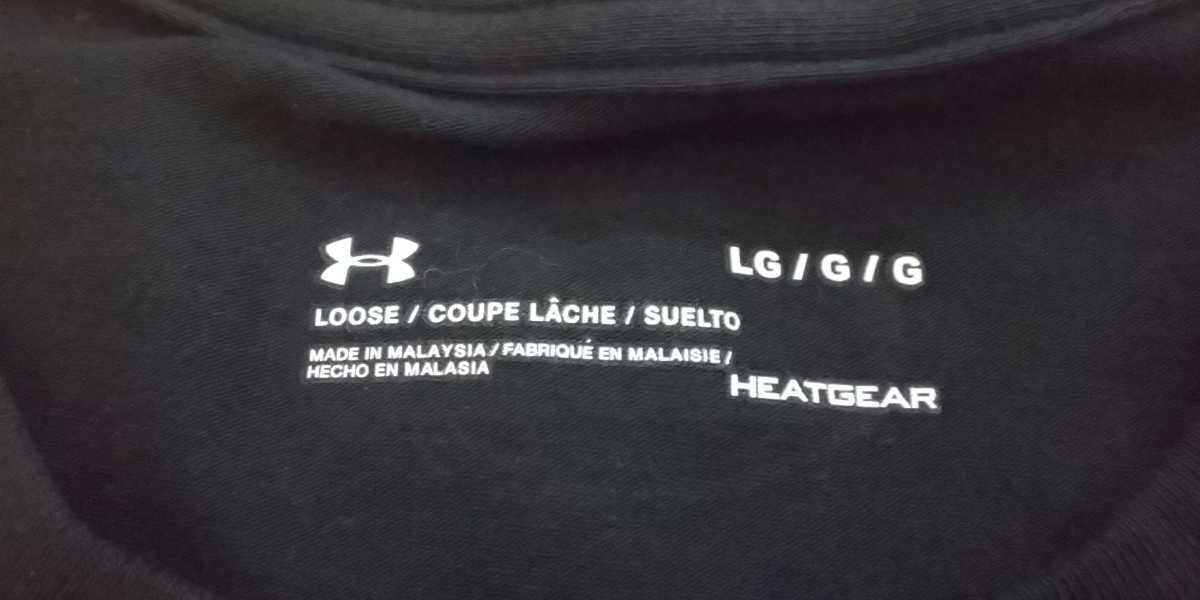 LG / G / G
LOOSE / COUPE LÂCHE / SUELTO
MADE IN MALAYSIA / FABRIQUÉ EN MALAISIE /
HECHO EN MALASIA
HEATGEAR